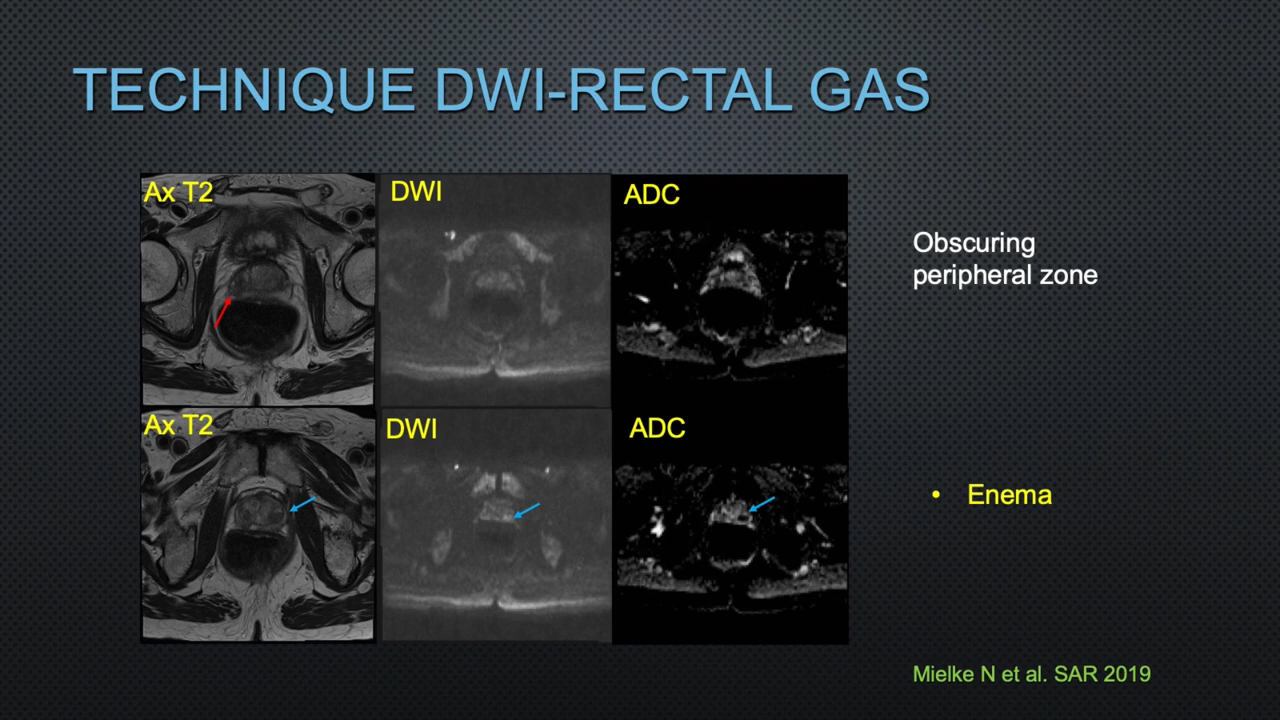 TECHNIQUE DWI-RECTAL GAS
Ax T2
DWI
ADC
Obscuring
peripheral zone
Ax T2
DWI
ADC
• Enema
Mielke N et al. SAR 2019